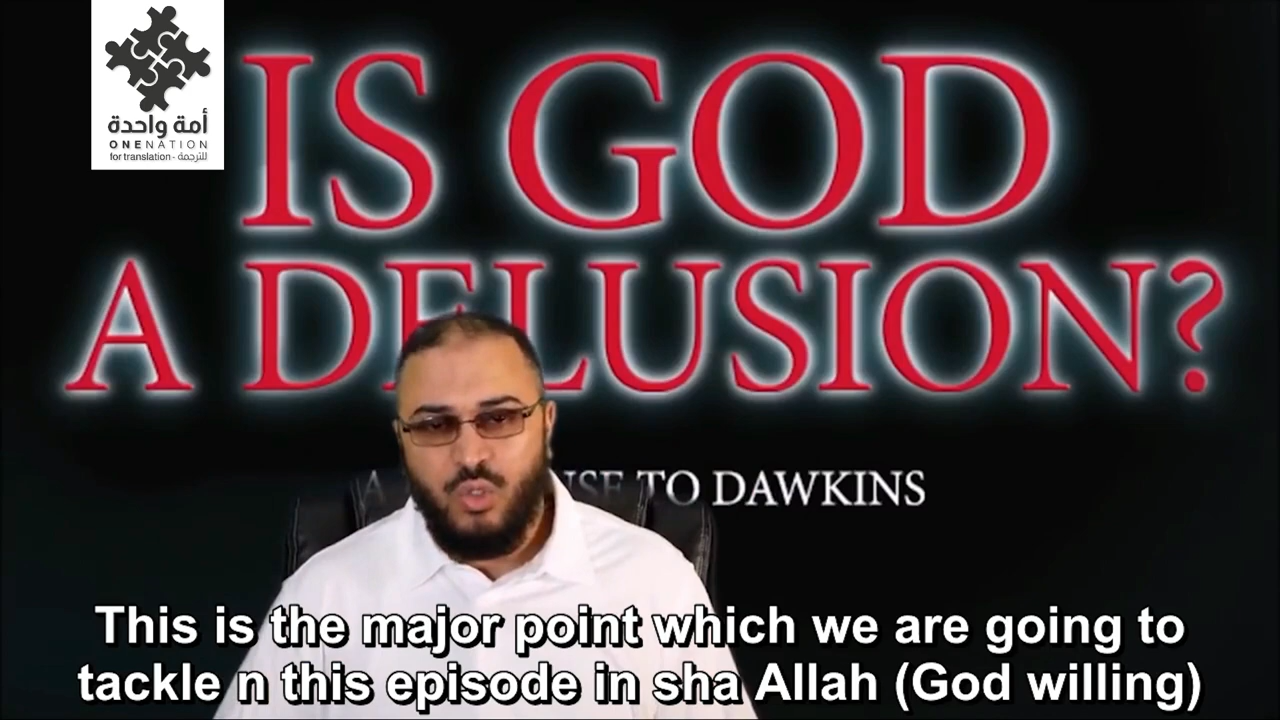 أمة واحدة
ONENATION
for translation - للترجمة
IS GOD
A DELUSION?
A TO DAWKINS
This is the major point which we are going to
tackle n this episode in sha Allah (God willing)